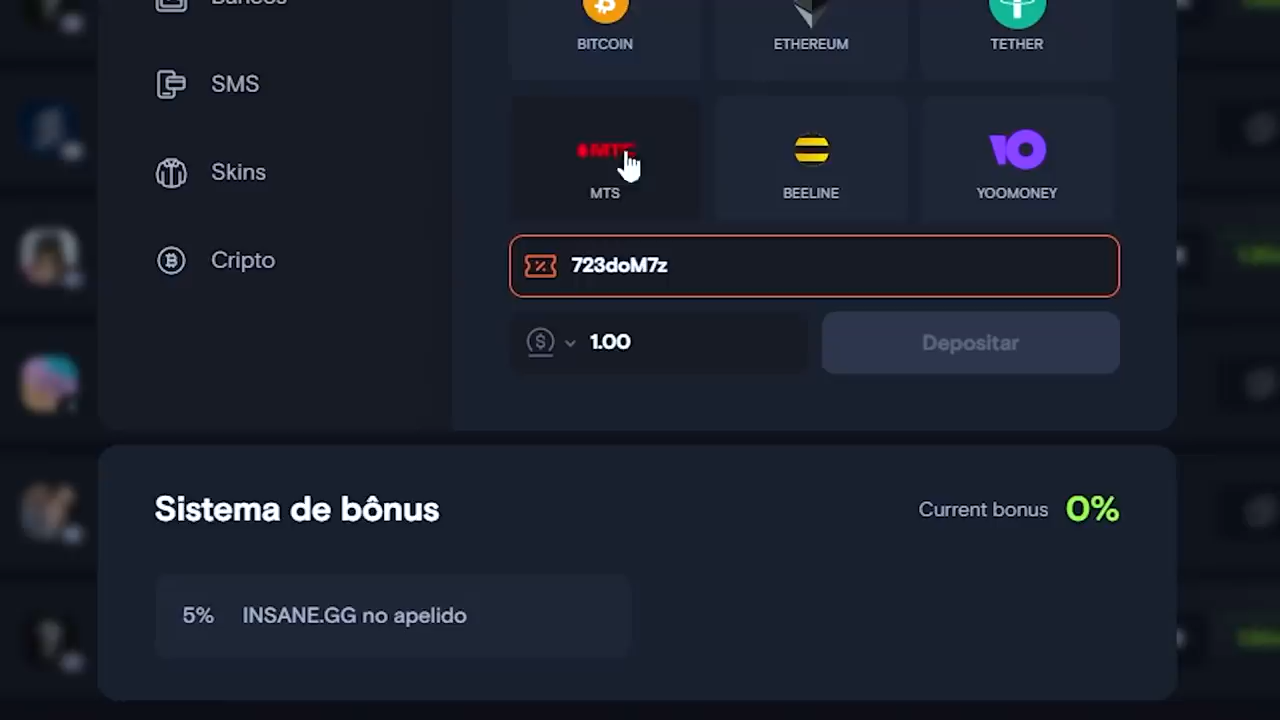 BITCOIN
ETHEREUM
TETHER
SMS
Skins
Cripto
MTS
BEELINE
YOOMONEY
723doM7z
1.00
Depositar
Sistema de bônus
Current bonus 0%
5% INSANE.GG no apelido